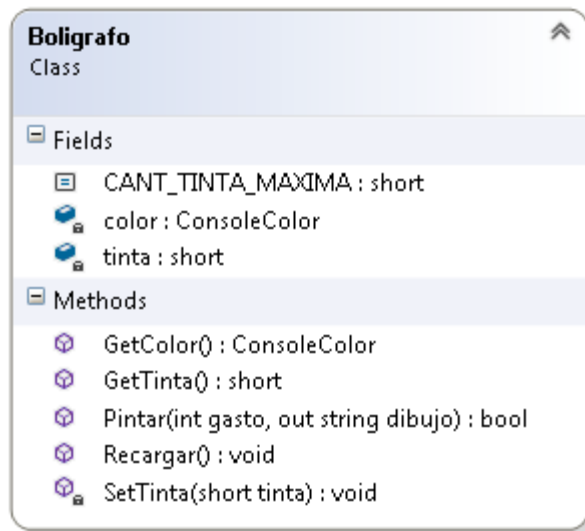 Boligrafo
Class
Fields
CANT_TINTA_MAXIMA : short
color : ConsoleColor
tinta : short
Methods
GetColor() : ConsoleColor
GetTinta() : short
Pintar(int gasto, out string dibujo) : bool
Recargar() : void
SetTinta(short tinta) : void